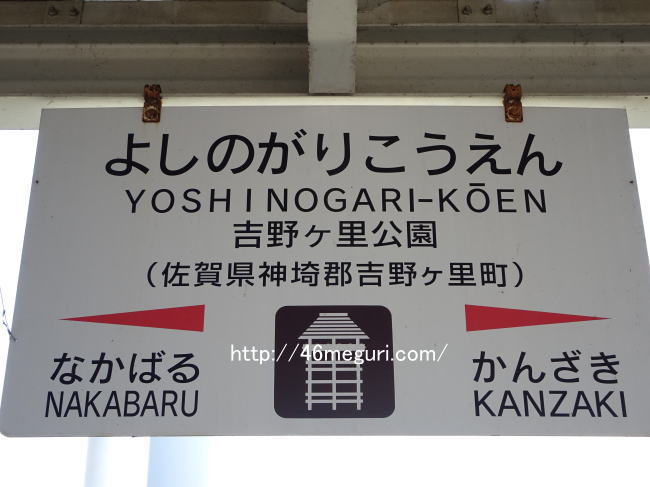 よしのがりこうえん
YOSHINOGARI-KŌEN
吉野ヶ里公園
（佐賀県神埼郡吉野ヶ里町）
http://46meguri.com/
なかばる かんざき
NAKABARU KANZAKI